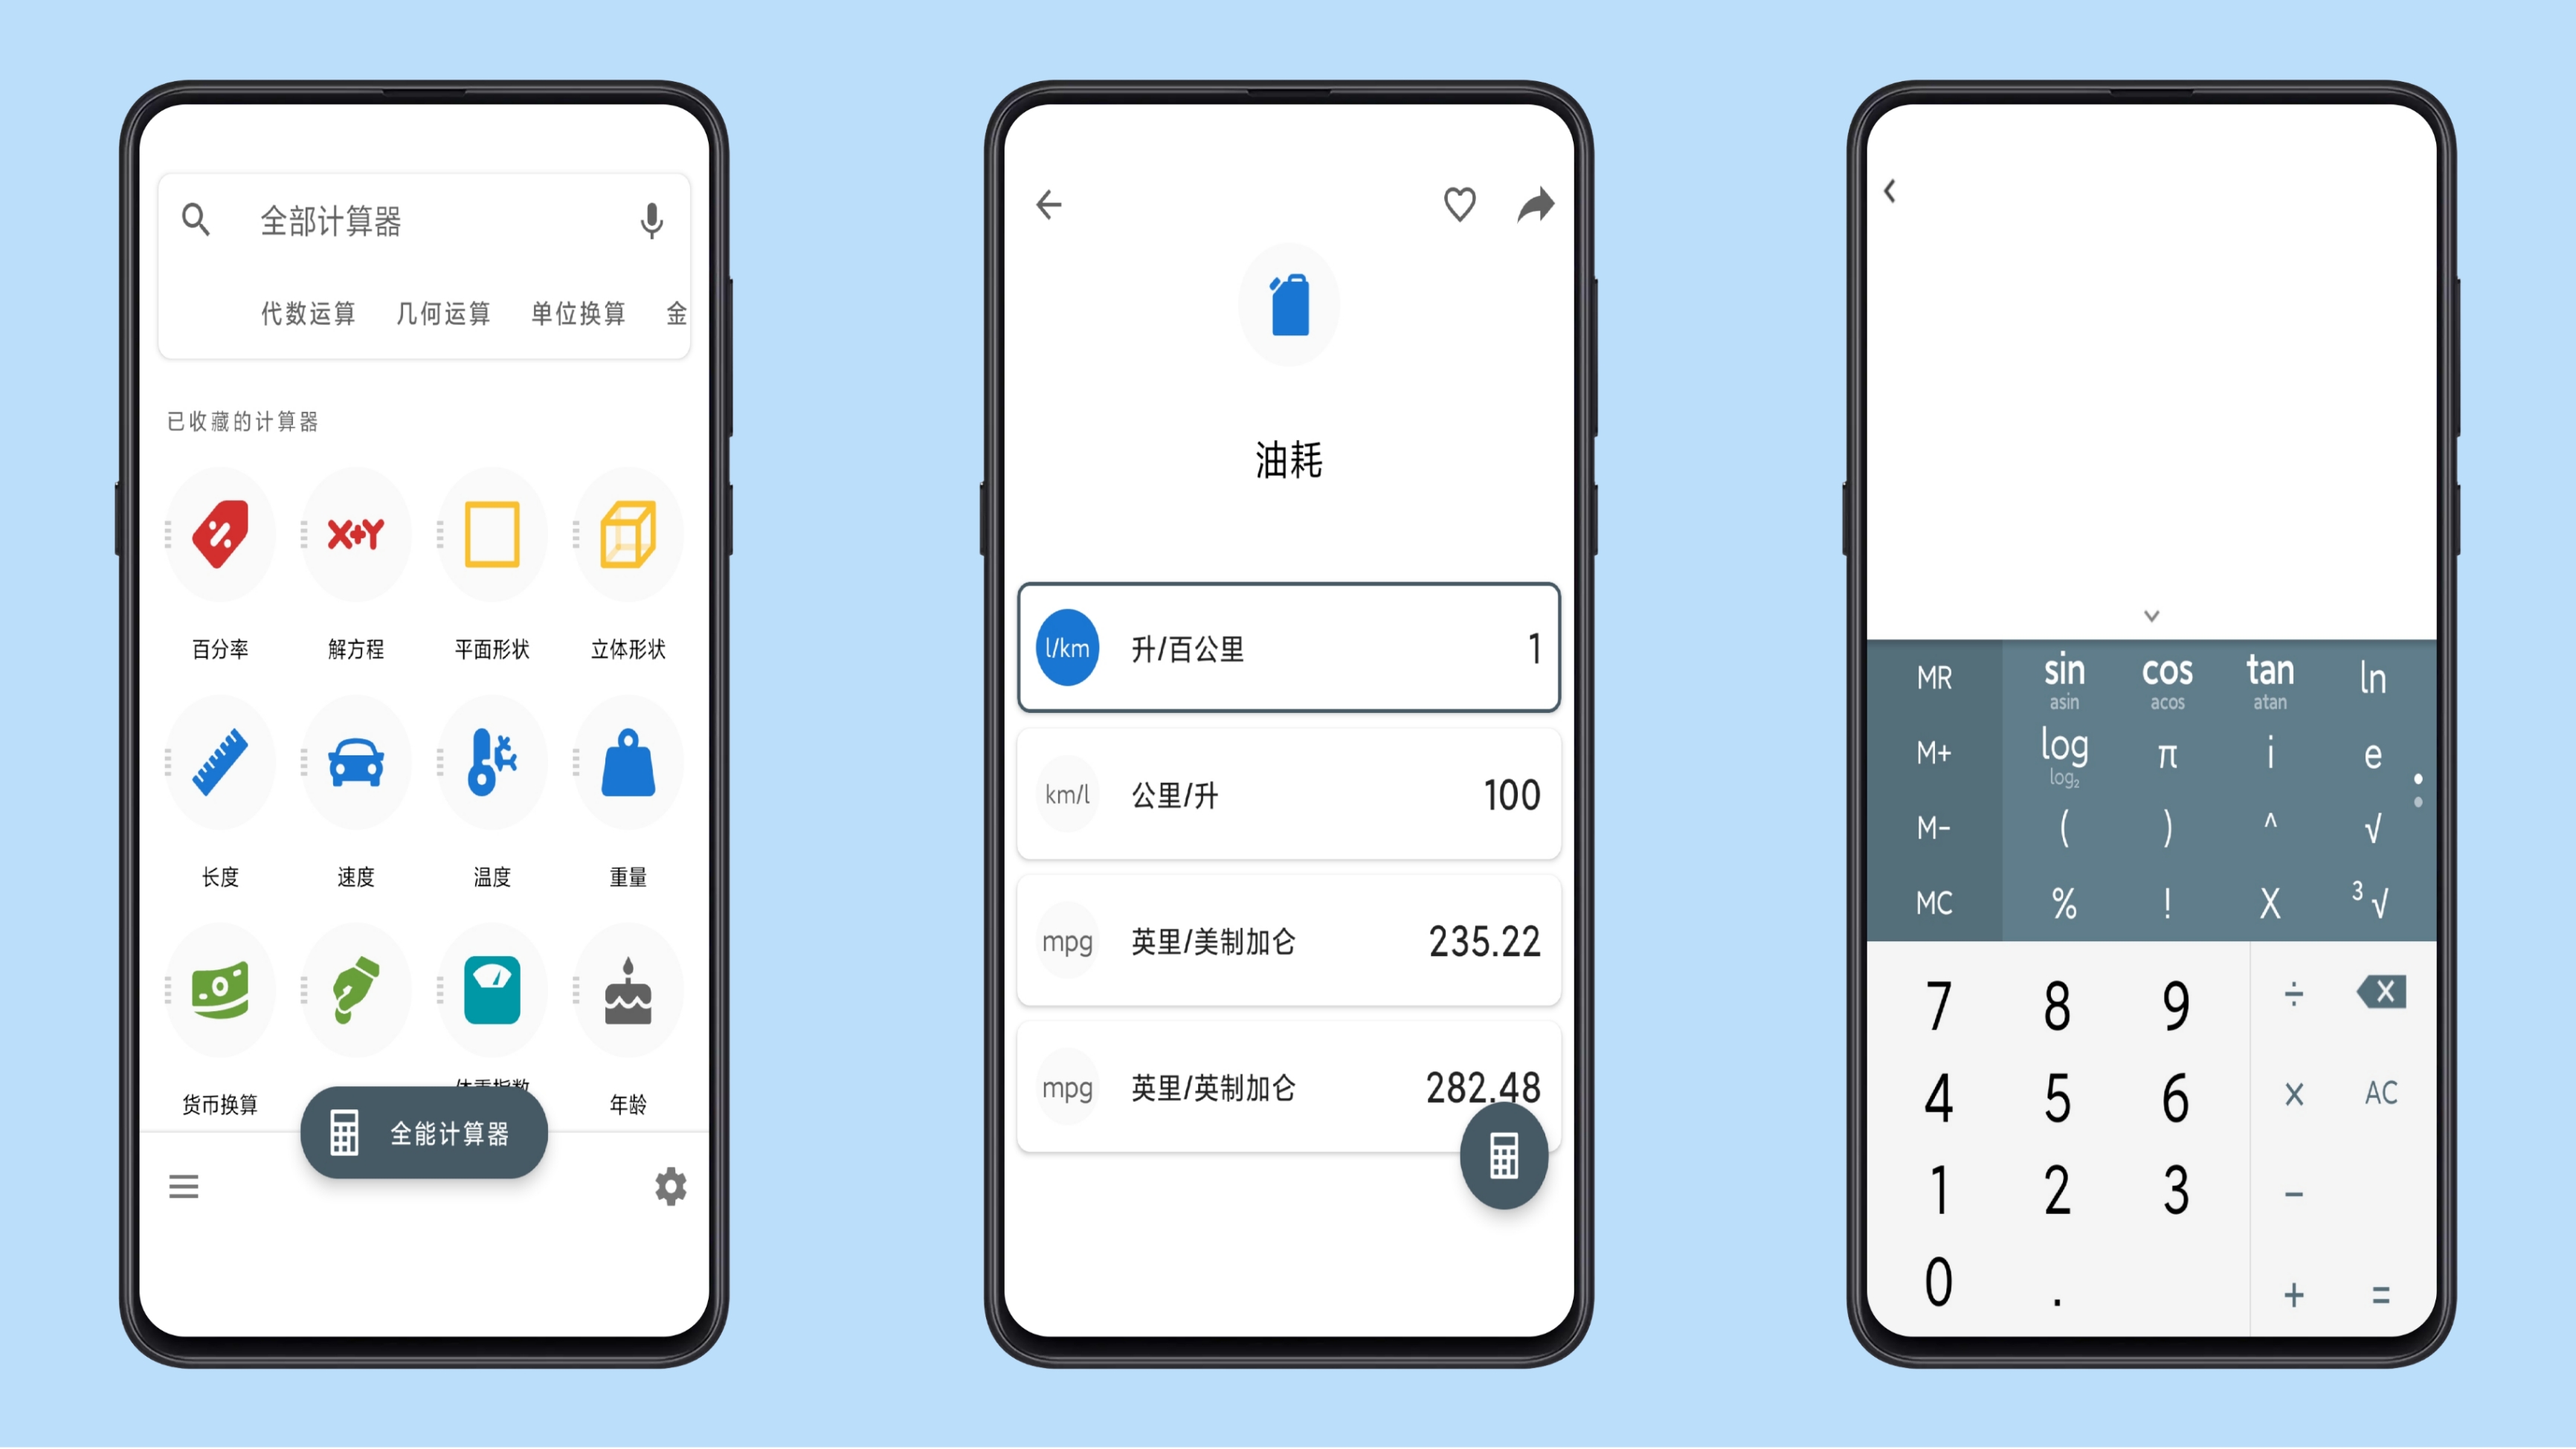 全部计算器
代数运算 几何运算 单位换算 金
已收藏的计算器
X+Y
百分率 解方程 平面形状 立体形状
长度 速度 温度 重量
体重指数
货币换算 年龄
全能计算器
油耗
l/km 升/百公里 1
km/l 公里/升 100
mpg 英里/美制加仑 235.22
mpg 英里/英制加仑 282.48
MR sin cos tan ln
asin acos atan
M+ log π i e
log₂
M- ( ) ^ √
MC % ! X ³√
7 8 9 ÷ X
4 5 6 × AC
1 2 3 −
0 . + =